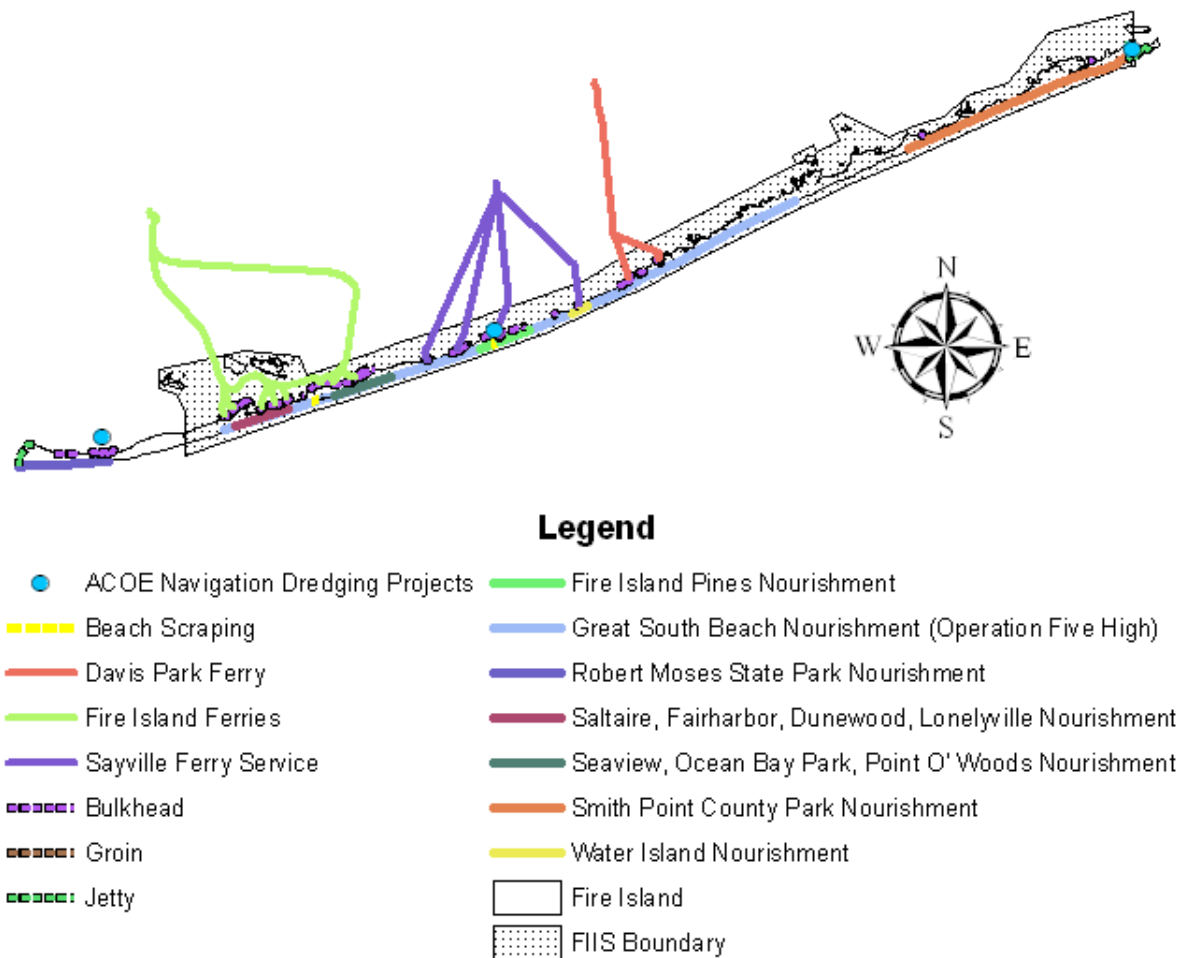 N
W
E
S
Legend
ACOE Navigation Dredging Projects
Beach Scraping
Davis Park Ferry
Fire Island Ferries
Sayville Ferry Service
Bulkhead
Groin
Jetty
Fire Island Pines Nourishment
Great South Beach Nourishment (Operation Five High)
Robert Moses State Park Nourishment
Saltaire, Fairharbor, Dunewood, Lonelyville Nourishment
Seaview, Ocean Bay Park, Point O' Woods Nourishment
Smith Point County Park Nourishment
Water Island Nourishment
Fire Island
FIIS Boundary